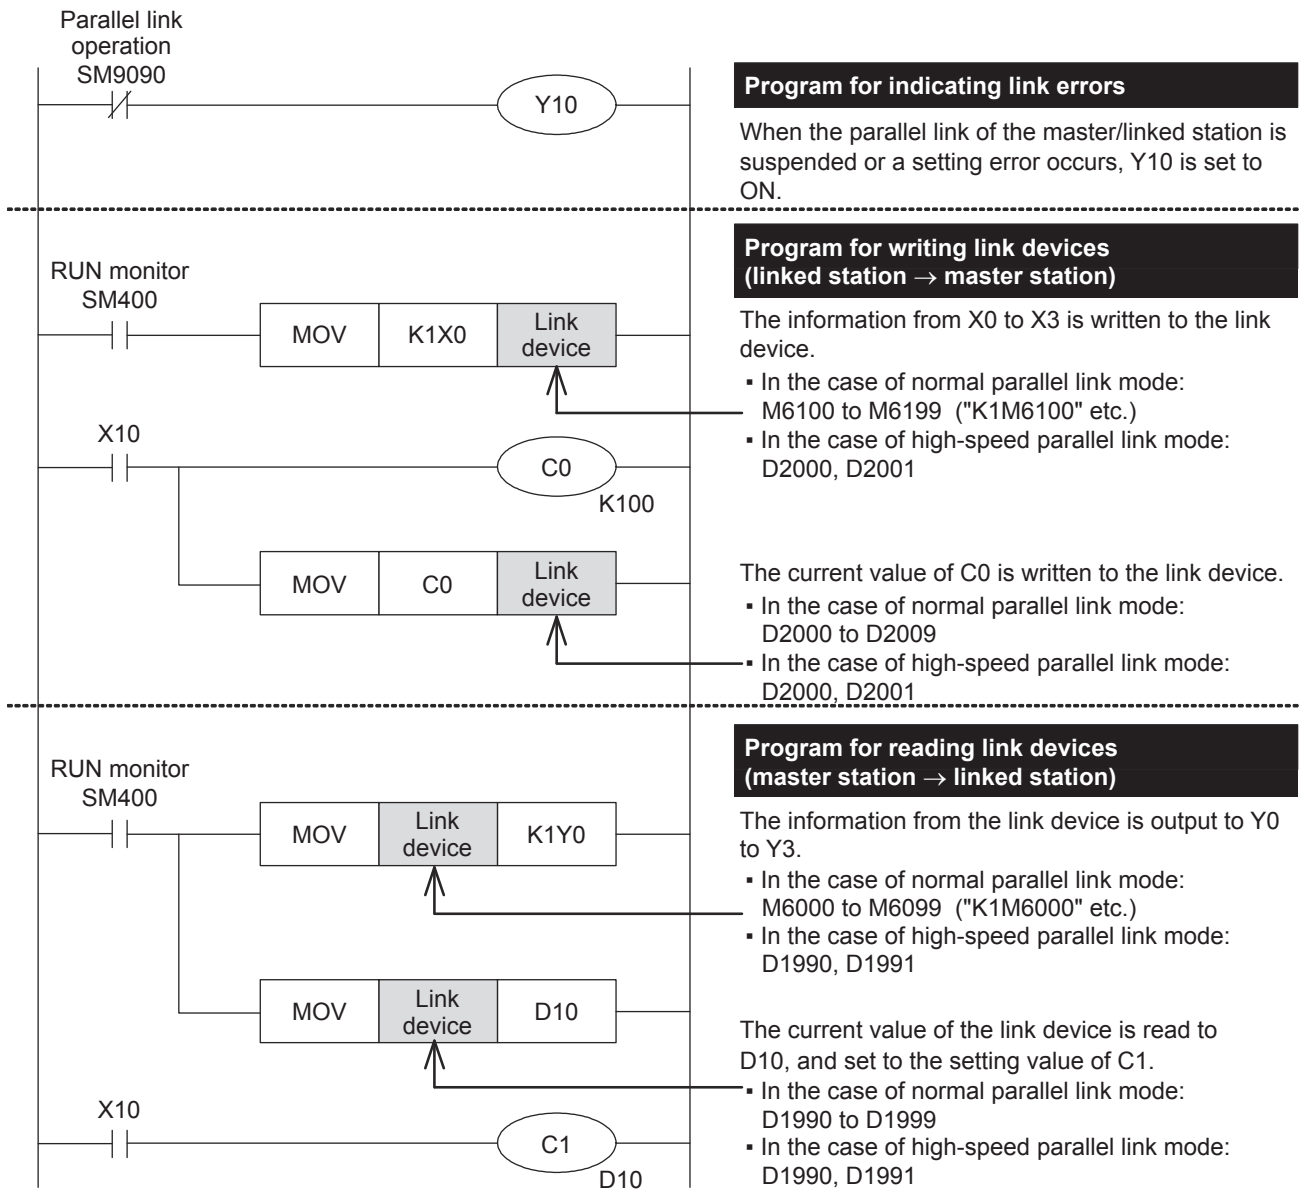 Parallel link
operation
SM9090
Y10
Program for indicating link errors
When the parallel link of the master/linked station is
suspended or a setting error occurs, Y10 is set to
ON.
RUN monitor
SM400
MOV K1X0 Link
device
X10
C0
K100
MOV C0 Link
device
Program for writing link devices
(linked station → master station)
The information from X0 to X3 is written to the link
device.
▪ In the case of normal parallel link mode:
M6100 to M6199 ("K1M6100" etc.)
▪ In the case of high-speed parallel link mode:
D2000, D2001
The current value of C0 is written to the link device.
▪ In the case of normal parallel link mode:
D2000 to D2009
▪ In the case of high-speed parallel link mode:
D2000, D2001
RUN monitor
SM400
MOV Link
device K1Y0
MOV Link
device D10
X10
C1
D10
Program for reading link devices
(master station → linked station)
The information from the link device is output to Y0
to Y3.
▪ In the case of normal parallel link mode:
M6000 to M6099 ("K1M6000" etc.)
▪ In the case of high-speed parallel link mode:
D1990, D1991
The current value of the link device is read to
D10, and set to the setting value of C1.
▪ In the case of normal parallel link mode:
D1990 to D1999
▪ In the case of high-speed parallel link mode:
D1990, D1991